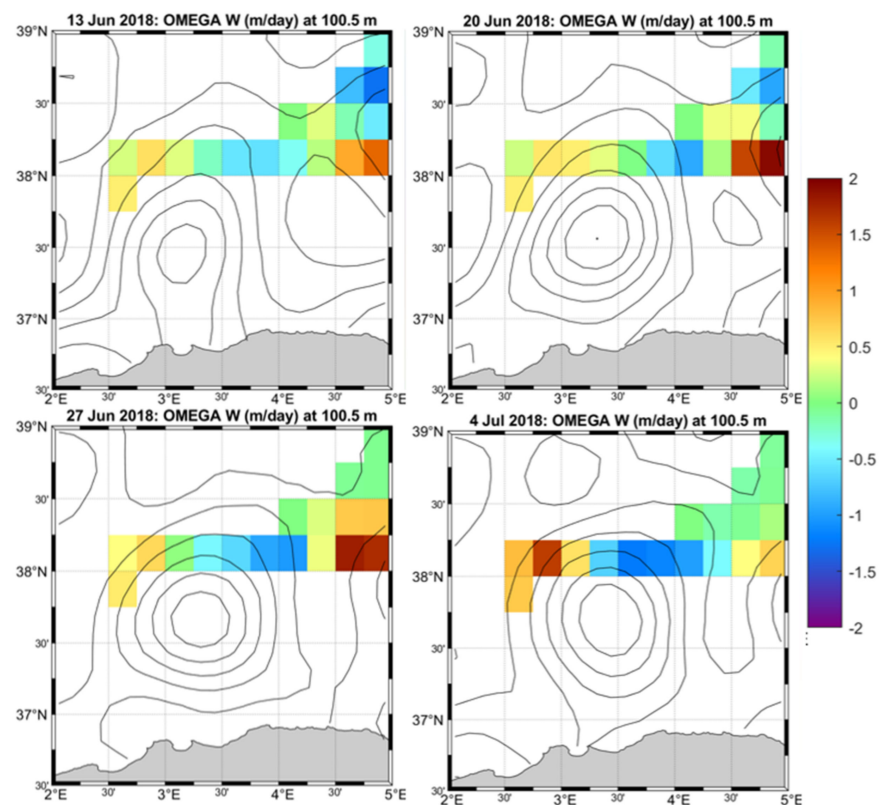 13 Jun 2018: OMEGA W (m/day) at 100.5 m
20 Jun 2018: OMEGA W (m/day) at 100.5 m
39°N
30'
38°N
30'
37°N
30'
2°E
30'
3°E
30'
4°E
30'
5°E
39°N
30'
38°N
30'
37°N
30'
2°E
30'
3°E
30'
4°E
30'
5°E
27 Jun 2018: OMEGA W (m/day) at 100.5 m
4 Jul 2018: OMEGA W (m/day) at 100.5 m
39°N
30'
38°N
30'
37°N
30'
2°E
30'
3°E
30'
4°E
30'
5°E
39°N
30'
38°N
30'
37°N
30'
2°E
30'
3°E
30'
4°E
30'
5°E
2
1.5
1
0.5
0
-0.5
-1
-1.5
-2